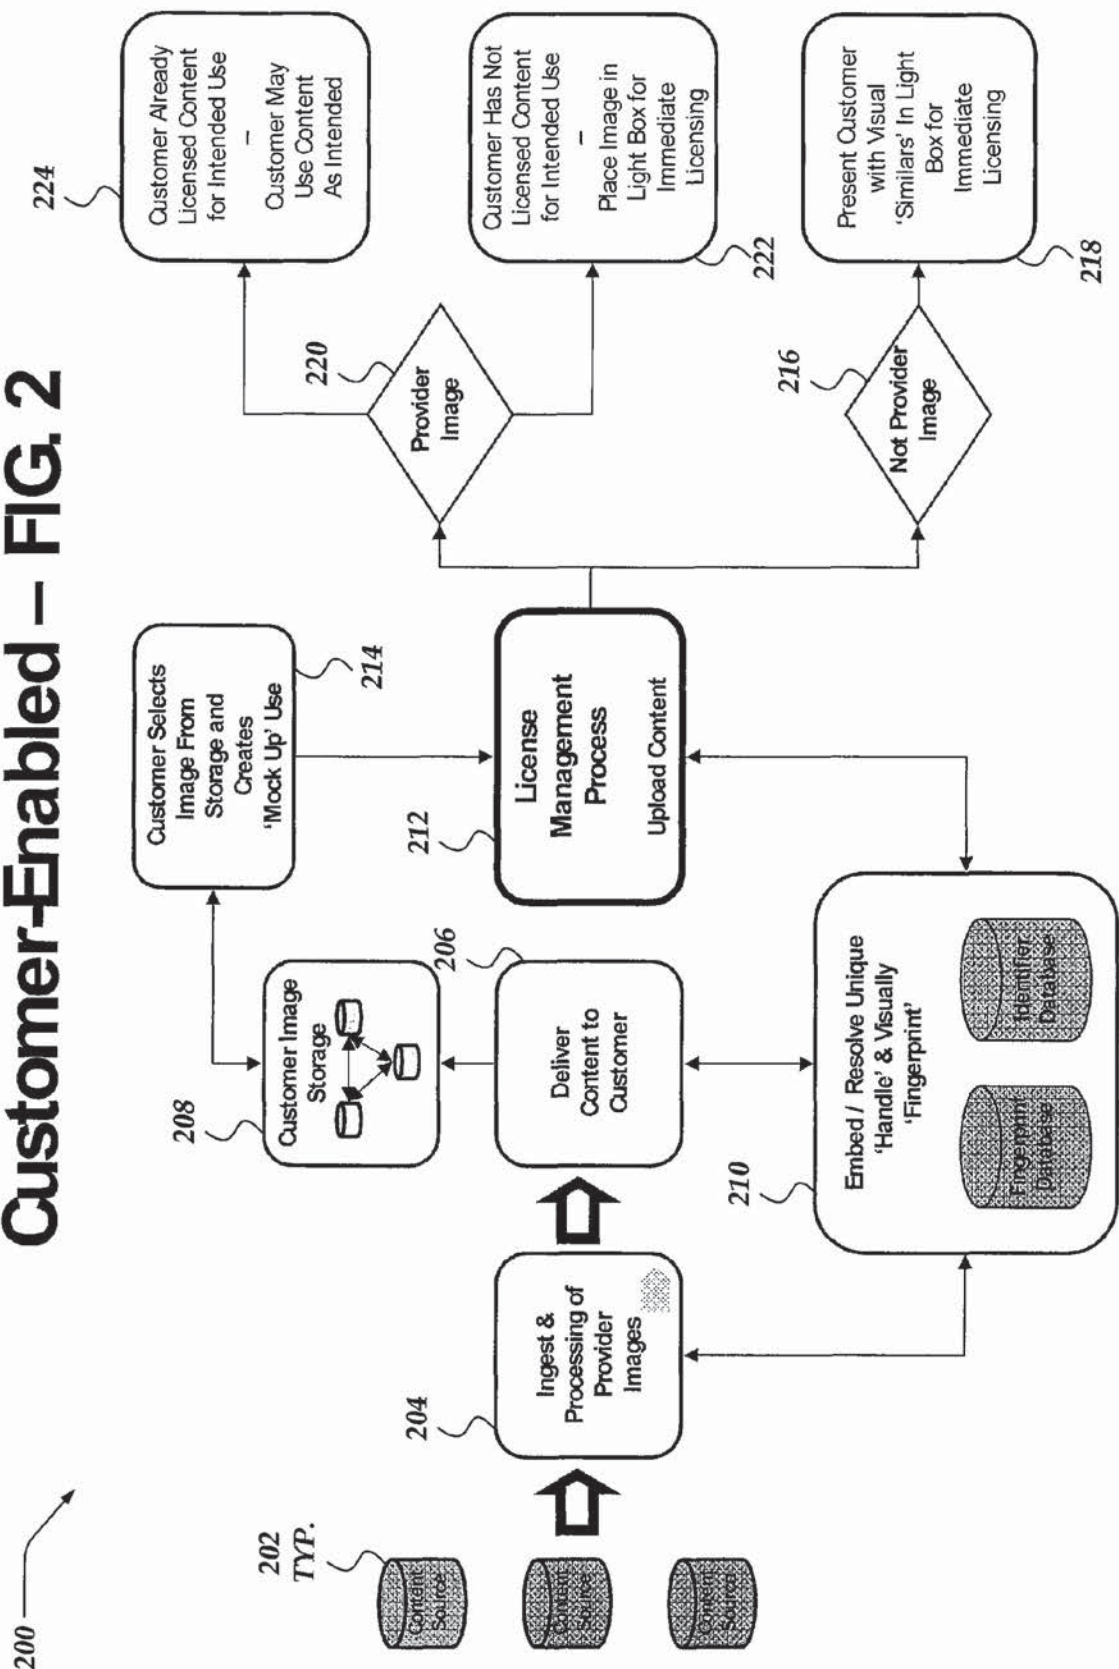 Customer-Enabled – FIG. 2
200
202
TYP.
Content
Source
Content
Source
Content
Source
204
Ingest &
Processing of
Provider
Images
206
Deliver
Content to
Customer
208
Customer Image
Storage
210
Embed / Resolve Unique
'Handle' & Visually
'Fingerprint'
Fingerprint
Database
Identifier
Database
212
License
Management
Process
Upload Content
214
Customer Selects
Image From
Storage and
Creates
'Mock Up' Use
220
Provider
Image
216
Not Provider
Image
224
Customer Already
Licensed Content
for Intended Use
–
Customer May
Use Content
As Intended
222
Customer Has Not
Licensed Content
for Intended Use
–
Place Image in
Light Box for
Immediate
Licensing
218
Present Customer
with Visual
'Similars' In Light
Box for
Immediate
Licensing